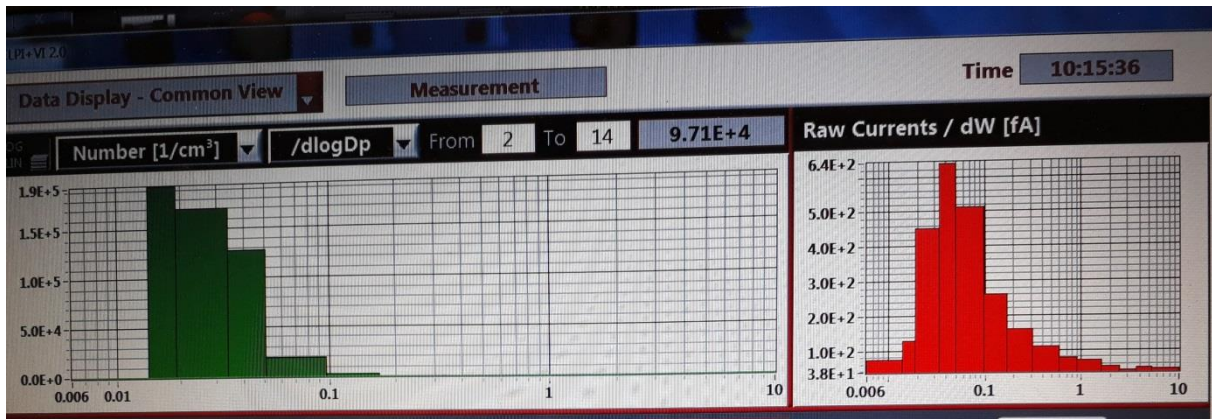 LPI+VI 2.0
Data Display - Common View
Measurement
Time 10:15:36
Number [1/cm³]
/dlogDp
From 2 To 14
9.71E+4
Raw Currents / dW [fA]
1.9E+5
1.5E+5
1.0E+5
5.0E+4
0.0E+0
0.006 0.01 0.1 1 10
6.4E+2
5.0E+2
4.0E+2
3.0E+2
2.0E+2
1.0E+2
3.8E+1
0.006 0.1 1 10